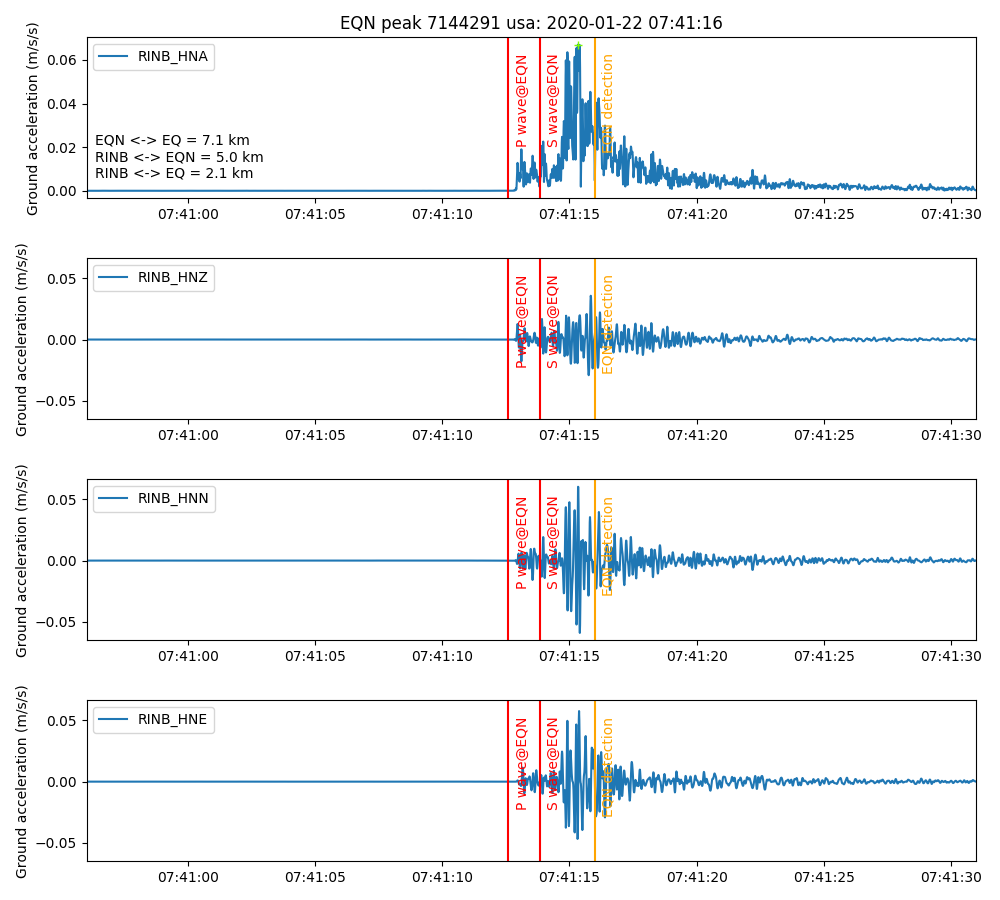 EQN peak 7144291 usa: 2020-01-22 07:41:16
Ground acceleration (m/s/s)
0.06
0.04
0.02
0.00
RINB_HNA
EQN <-> EQ = 7.1 km
RINB <-> EQN = 5.0 km
RINB <-> EQ = 2.1 km
P wave@EQN
S wave@EQN
EQN detection
07:41:00 07:41:05 07:41:10 07:41:15 07:41:20 07:41:25 07:41:30
Ground acceleration (m/s/s)
0.05
0.00
−0.05
RINB_HNZ
P wave@EQN
S wave@EQN
EQN detection
07:41:00 07:41:05 07:41:10 07:41:15 07:41:20 07:41:25 07:41:30
Ground acceleration (m/s/s)
0.05
0.00
−0.05
RINB_HNN
P wave@EQN
S wave@EQN
EQN detection
07:41:00 07:41:05 07:41:10 07:41:15 07:41:20 07:41:25 07:41:30
Ground acceleration (m/s/s)
0.05
0.00
−0.05
RINB_HNE
P wave@EQN
S wave@EQN
EQN detection
07:41:00 07:41:05 07:41:10 07:41:15 07:41:20 07:41:25 07:41:30